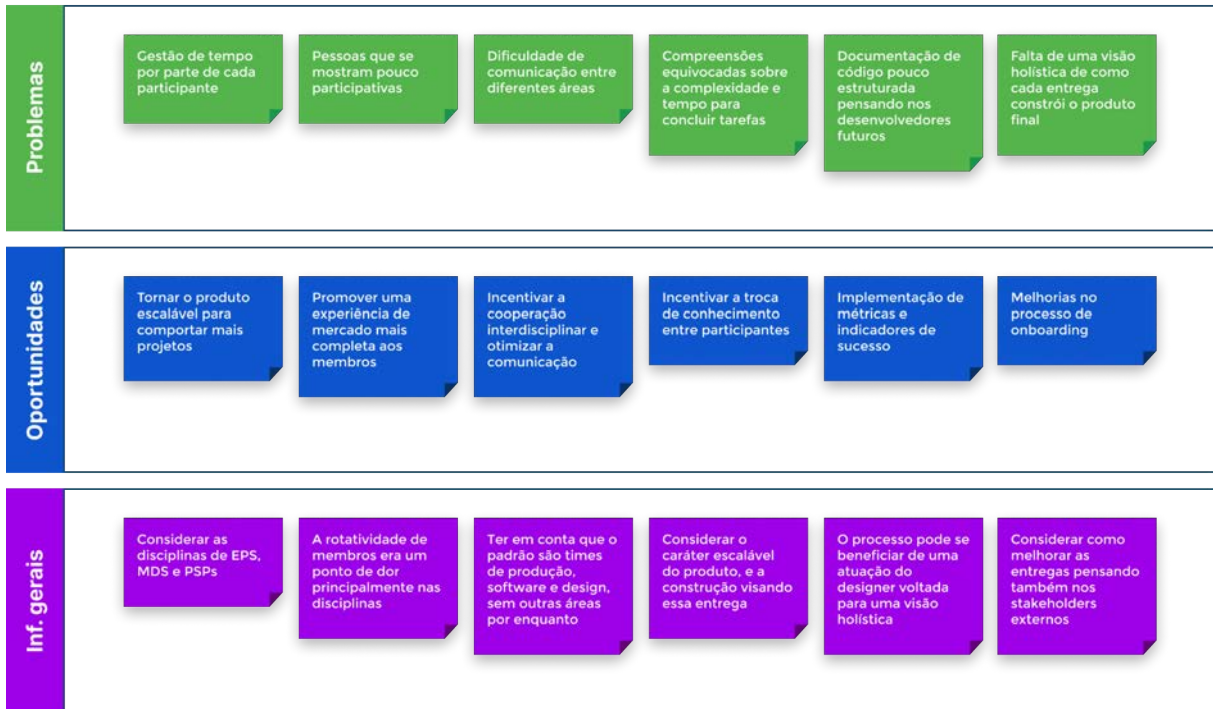 Problemas
Gestão de tempo
por parte de cada
participante
Pessoas que se
mostram pouco
participativas
Dificuldade de
comunicação entre
diferentes áreas
Compreensões
equivocadas sobre
a complexidade e
tempo para
concluir tarefas
Documentação de
código pouco
estruturada
pensando nos
desenvolvedores
futuros
Falta de uma visão
holística de como
cada entrega
constrói o produto
final
Oportunidades
Tornar o produto
escalável para
comportar mais
projetos
Promover uma
experiência de
mercado mais
completa aos
membros
Incentivar a
cooperação
interdisciplinar e
otimizar a
comunicação
Incentivar a troca
de conhecimento
entre participantes
Implementação de
métricas e
indicadores de
sucesso
Melhorias no
processo de
onboarding
Inf. gerais
Considerar as
disciplinas de EPS,
MDS e PSPs
A rotatividade de
membros era um
ponto de dor
principalmente nas
disciplinas
Ter em conta que o
padrão são times
de produção,
software e design,
sem outras áreas
por enquanto
Considerar o
caráter escalável
do produto, e a
construção visando
essa entrega
O processo pode se
beneficiar de uma
atuação do
designer voltada
para uma visão
holística
Considerar como
melhorar as
entregas pensando
também nos
stakeholders
externos